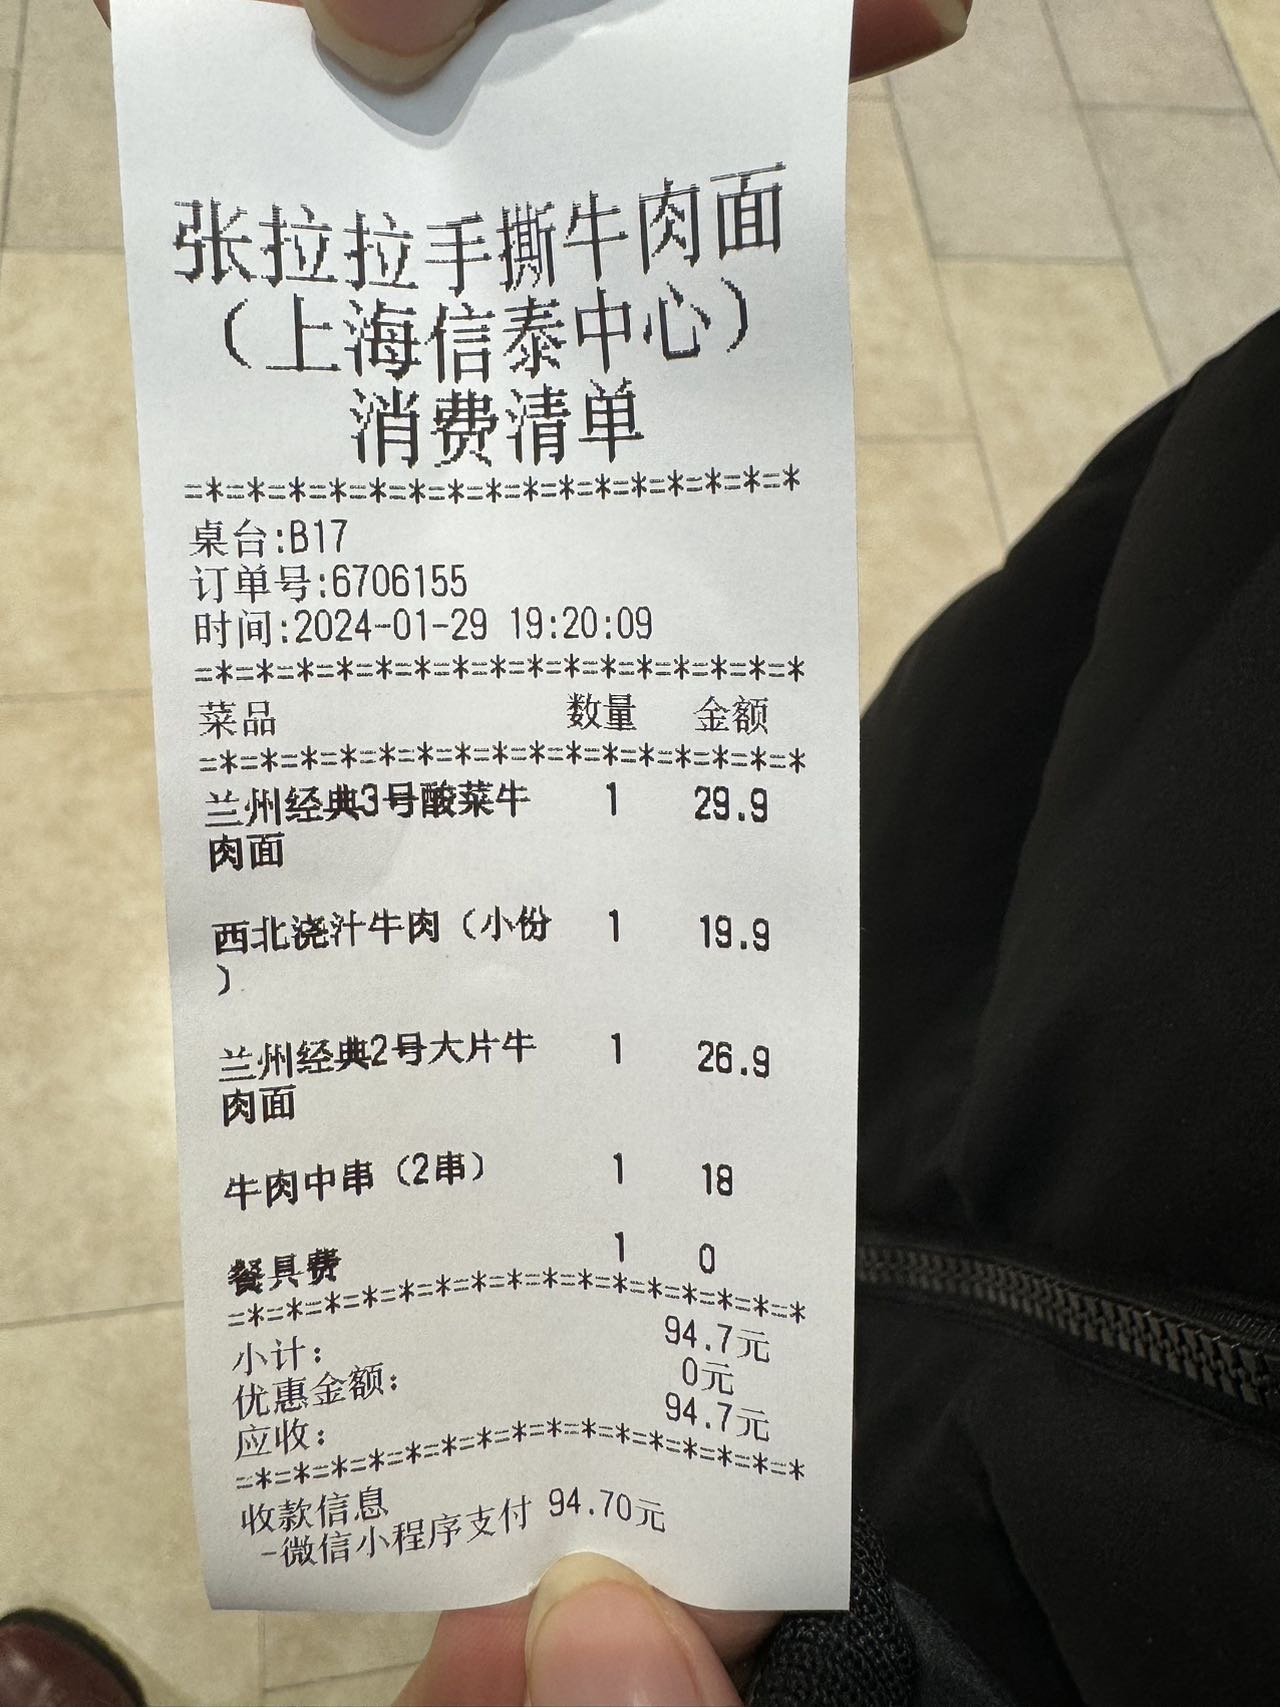 张拉拉手撕牛肉面
（上海信泰中心）
消费清单
=*=*=*=*=*=*=*=*=*=*=*=*=*=*=*=*
桌台:B17
订单号:6706155
时间:2024-01-29 19:20:09
=*=*=*=*=*=*=*=*=*=*=*=*=*=*=*=*
菜品 数量 金额
=*=*=*=*=*=*=*=*=*=*=*=*=*=*=*=*
兰州经典3号酸菜牛 1 29.9
肉面
西北浇汁牛肉（小份 1 19.9
）
兰州经典2号大片牛 1 26.9
肉面
牛肉中串（2串） 1 18
餐具费 1 0
=*=*=*=*=*=*=*=*=*=*=*=*=*=*=*=*
小计: 94.7元
优惠金额: 0元
应收: 94.7元
=*=*=*=*=*=*=*=*=*=*=*=*=*=*=*=*
收款信息
-微信小程序支付 94.70元